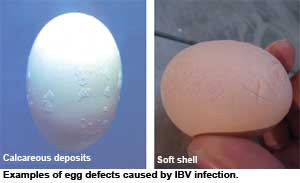 Calcareous deposits
Soft shell
Examples of egg defects caused by IBV infection.